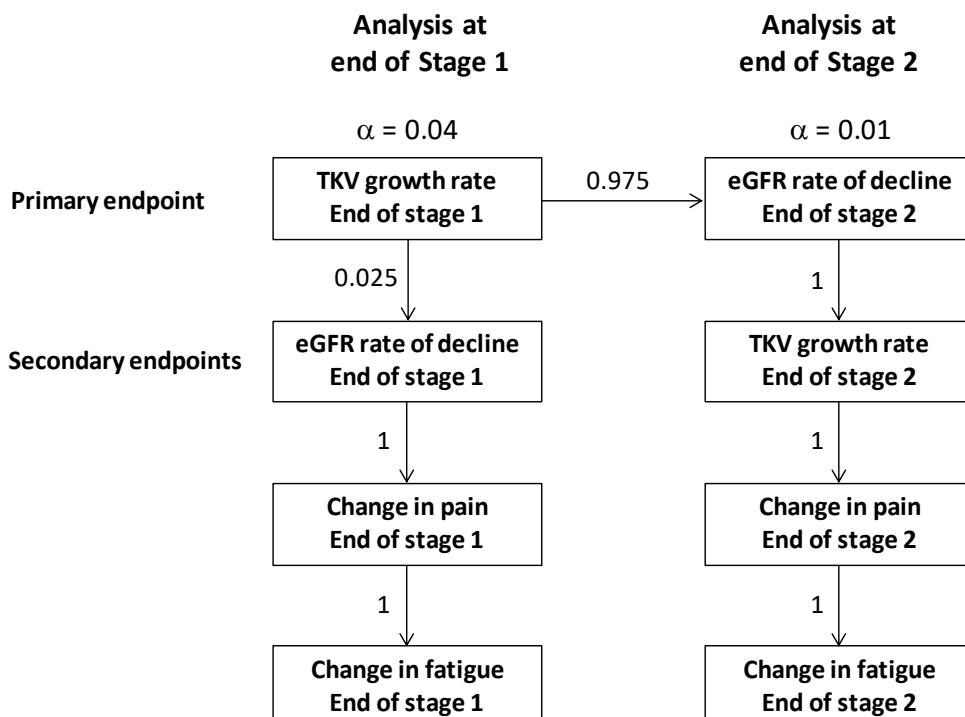 Analysis at
end of Stage 1
Analysis at
end of Stage 2
α = 0.04
α = 0.01
Primary endpoint
TKV growth rate
End of stage 1
0.975
eGFR rate of decline
End of stage 2
0.025
1
Secondary endpoints
eGFR rate of decline
End of stage 1
TKV growth rate
End of stage 2
1
1
Change in pain
End of stage 1
Change in pain
End of stage 2
1
1
Change in fatigue
End of stage 1
Change in fatigue
End of stage 2